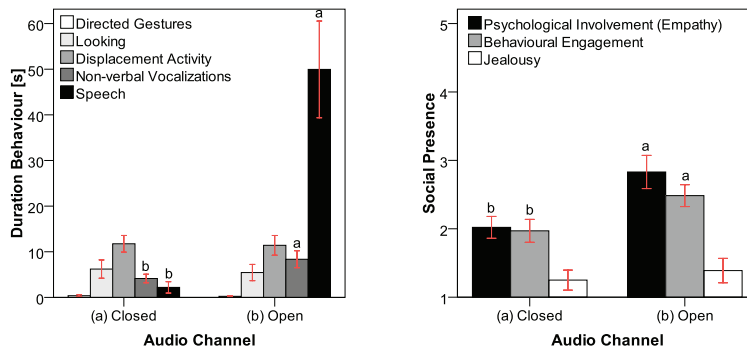 Directed Gestures
Looking
Displacement Activity
Non-verbal Vocalizations
Speech
Duration Behaviour [s]
60
50
40
30
20
10
0
b
b
a
a
(a) Closed
(b) Open
Audio Channel
Psychological Involvement (Empathy)
Behavioural Engagement
Jealousy
Social Presence
5
4
3
2
1
b
b
a
a
(a) Closed
(b) Open
Audio Channel